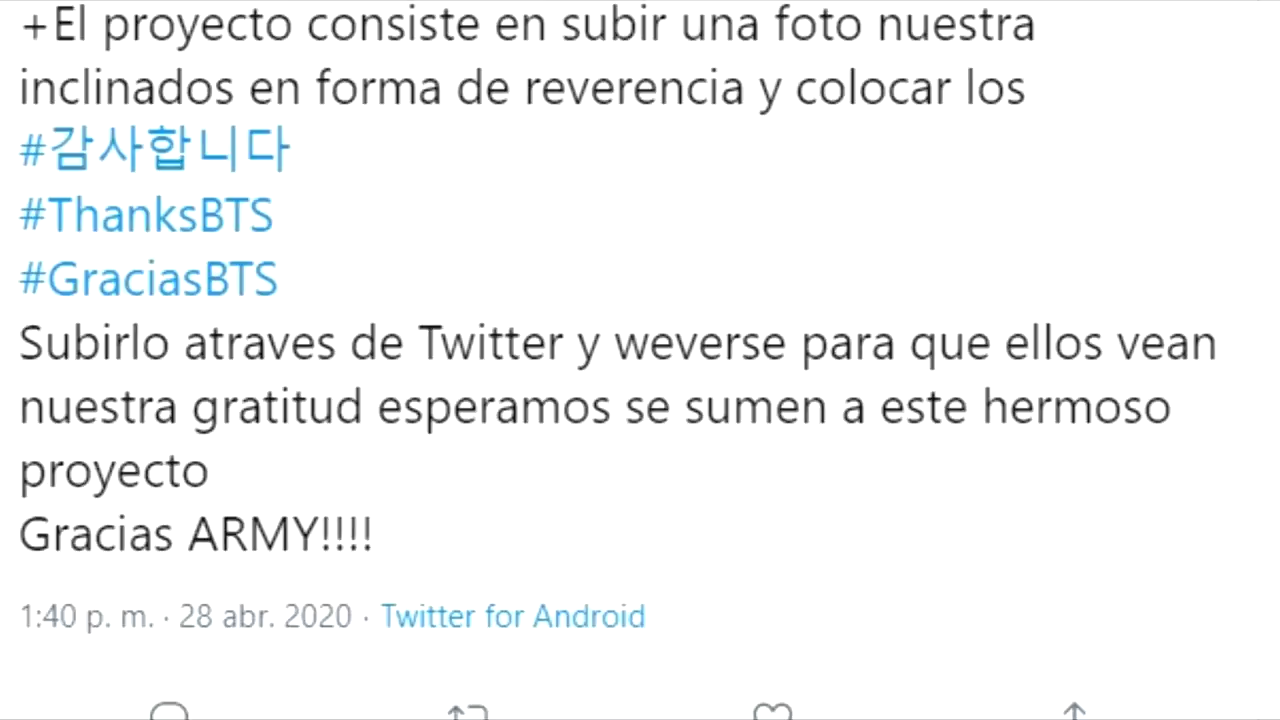 +El proyecto consiste en subir una foto nuestra
inclinados en forma de reverencia y colocar los
#감사합니다
#ThanksBTS
#GraciasBTS
Subirlo atraves de Twitter y weverse para que ellos vean
nuestra gratitud esperamos se sumen a este hermoso
proyecto
Gracias ARMY!!!!
1:40 p. m. · 28 abr. 2020 · Twitter for Android